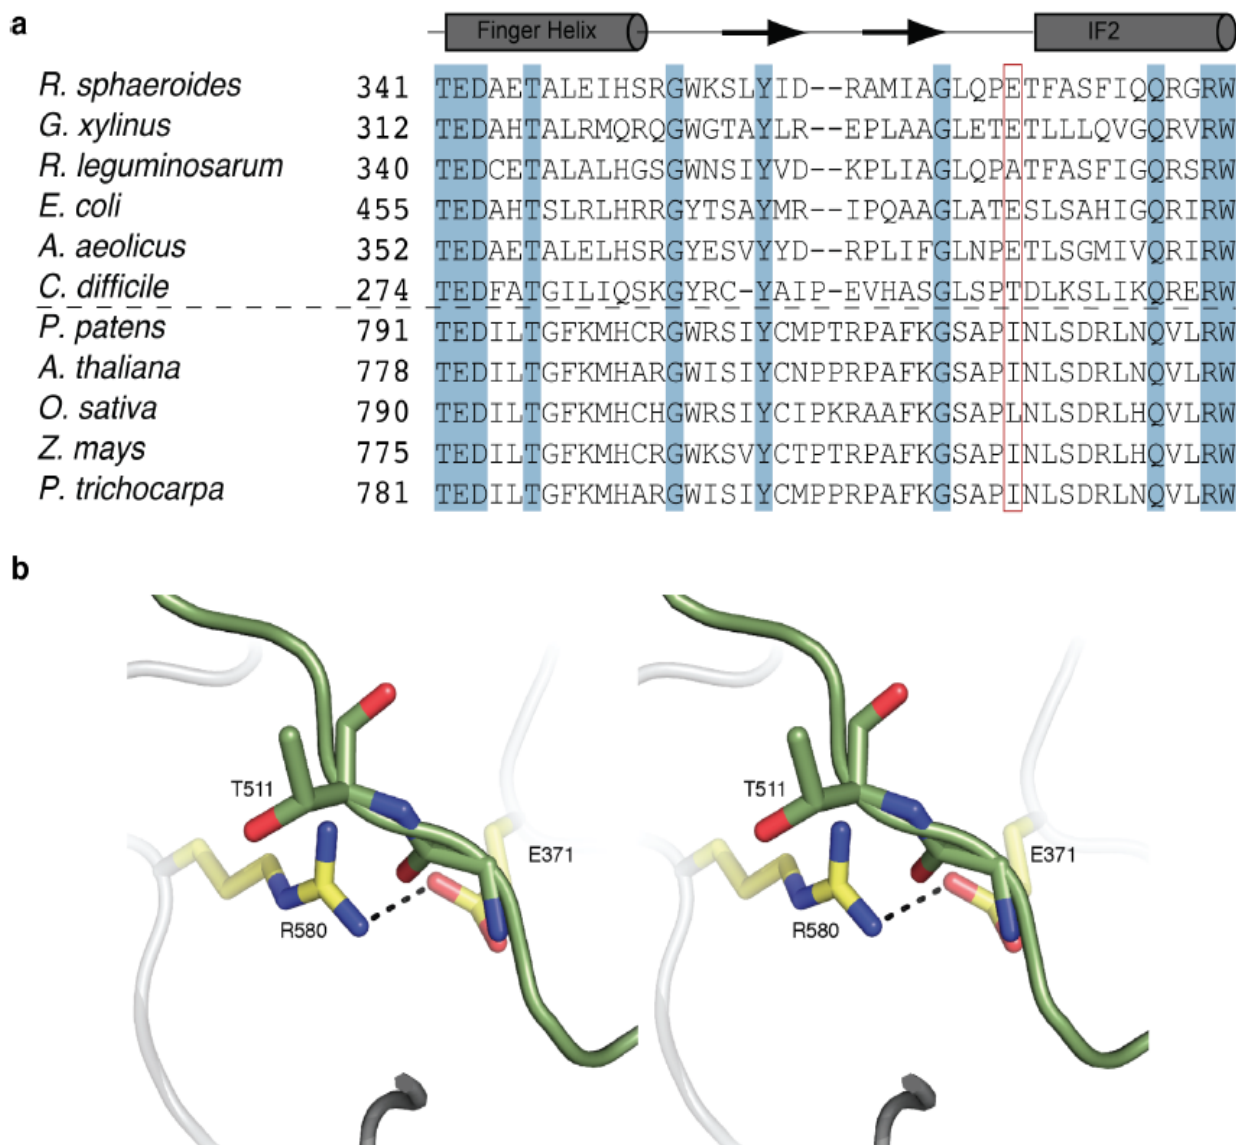 a
Finger Helix IF2
R. sphaeroides 341 TEDAETALEIHSRGWKSLYID--RAMIAGLQPETFASFIQQRGRW
G. xylinus 312 TEDAHTALRMQRQGWGTAYLR--EPLAAGLETETLLLQVGQRVRW
R. leguminosarum 340 TEDCETALALHGSGWNSIYVD--KPLIAGLQPATFASFIGQRSRW
E. coli 455 TEDAHTSLRLHRRGYTSAYMR--IPQAAGLATESLSAHIGQRIRW
A. aeolicus 352 TEDAETALELHSRGYESVYYD--RPLIFGLNPETLSGMIVQRIRW
C. difficile 274 TEDFATGILIQSKGYRC-YAIP-EVHASGLSPTDLKSLIKQRERW
P. patens 791 TEDILTGFKMHCRGWRSIYCMPTRPAFKGSAPINLSDRLNQVLRW
A. thaliana 778 TEDILTGFKMHARGWISIYCNPPRPAFKGSAPINLSDRLNQVLRW
O. sativa 790 TEDILTGFKMHCHGWRSIYCIPKRAAFKGSAPLNLSDRLHQVLRW
Z. mays 775 TEDILTGFKMHCRGWKSVYCTPTRPAFKGSAPINLSDRLHQVLRW
P. trichocarpa 781 TEDILTGFKMHARGWISIYCMPPRPAFKGSAPINLSDRLNQVLRW
b
T511 T511
E371 E371
R580 R580